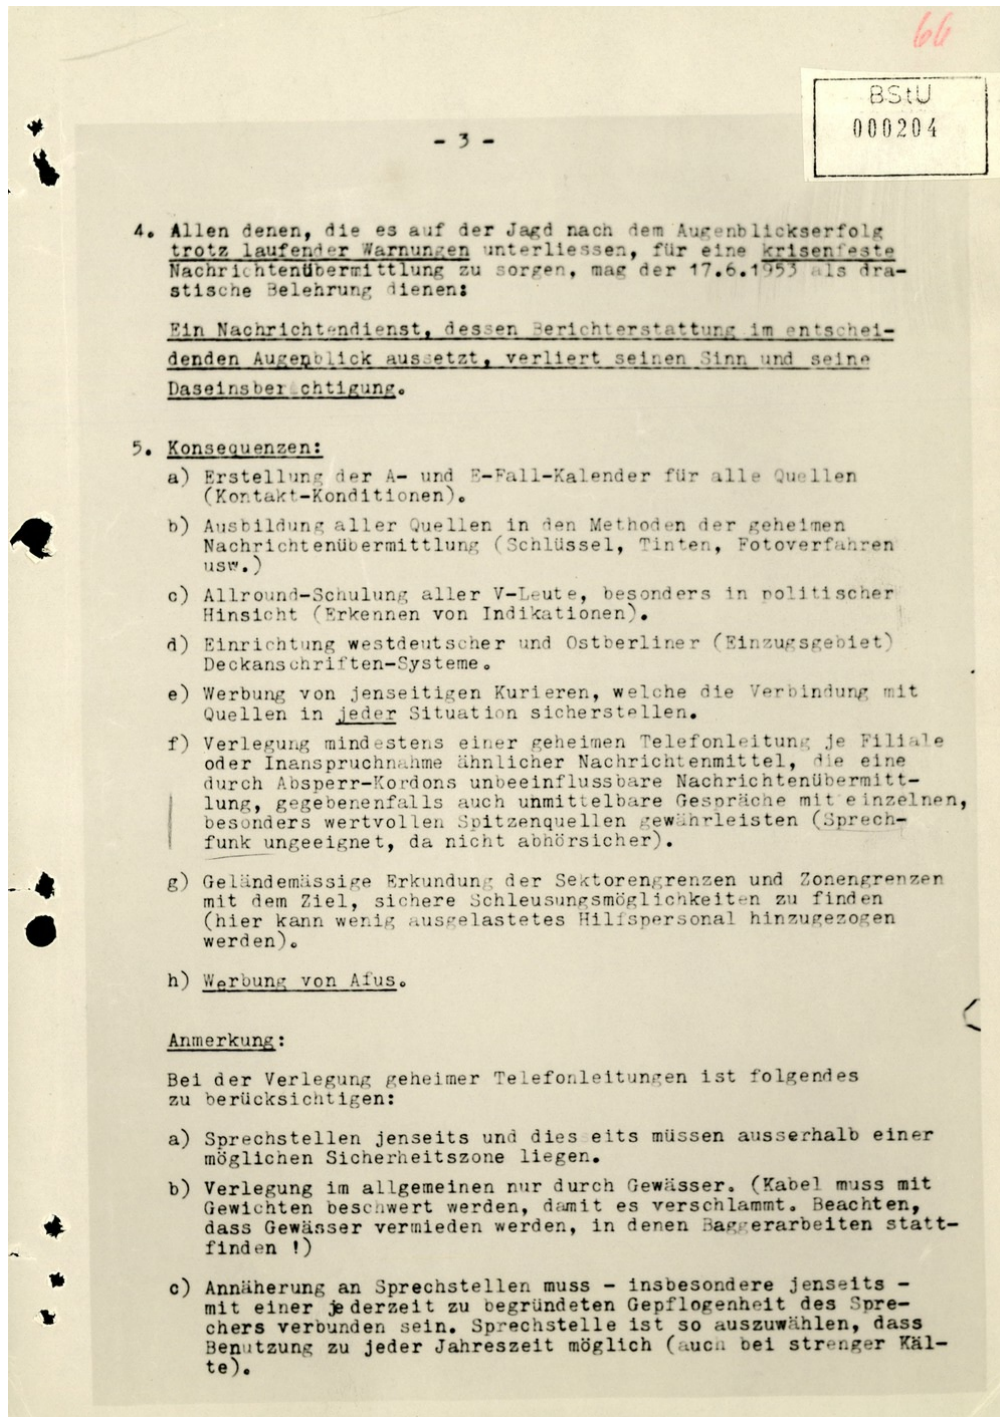 66
BStU
000204
- 3 -
4. Allen denen, die es auf der Jagd nach dem Augenblickserfolg
trotz laufender Warnungen unterliessen, für eine krisenfeste
Nachrichtenübermittlung zu sorgen, mag der 17.6.1953 als dra-
stische Belehrung dienen:
Ein Nachrichtendienst, dessen Berichterstattung im entschei-
denden Augenblick aussetzt, verliert seinen Sinn und seine
Daseinsberechtigung.
5. Konsequenzen:
a) Erstellung der A- und E-Fall-Kalender für alle Quellen
(Kontakt-Konditionen).
b) Ausbildung aller Quellen in den Methoden der geheimen
Nachrichtenübermittlung (Schlüssel, Tinten, Fotoverfahren
usw.)
c) Allround-Schulung aller V-Leute, besonders in politischer
Hinsicht (Erkennen von Indikationen).
d) Einrichtung westdeutscher und Ostberliner (Einzugsgebiet)
Deckanschriften-Systeme.
e) Werbung von jenseitigen Kurieren, welche die Verbindung mit
Quellen in jeder Situation sicherstellen.
f) Verlegung mindestens einer geheimen Telefonleitung je Filiale
oder Inanspruchnahme ähnlicher Nachrichtenmittel, die eine
durch Absperr-Kordons unbeeinflussbare Nachrichtenübermitt-
lung, gegebenenfalls auch unmittelbare Gespräche mit einzelnen,
besonders wertvollen Spitzenquellen gewährleisten (Sprech-
funk ungeeignet, da nicht abhörsicher).
g) Geländemässige Erkundung der Sektorengrenzen und Zonengrenzen
mit dem Ziel, sichere Schleusungsmöglichkeiten zu finden
(hier kann wenig ausgelastetes Hilfspersonal hinzugezogen
werden).
h) Werbung von Afus.
Anmerkung:
Bei der Verlegung geheimer Telefonleitungen ist folgendes
zu berücksichtigen:
a) Sprechstellen jenseits und dies eits müssen ausserhalb einer
möglichen Sicherheitszone liegen.
b) Verlegung im allgemeinen nur durch Gewässer. (Kabel muss mit
Gewichten beschwert werden, damit es verschlammt. Beachten,
dass Gewässer vermieden werden, in denen Baggerarbeiten statt-
finden !)
c) Annäherung an Sprechstellen muss - insbesondere jenseits -
mit einer jederzeit zu begründeten Gepflogenheit des Spre-
chers verbunden sein. Sprechstelle ist so auszuwählen, dass
Benutzung zu jeder Jahreszeit möglich (auch bei strenger Käl-
te).